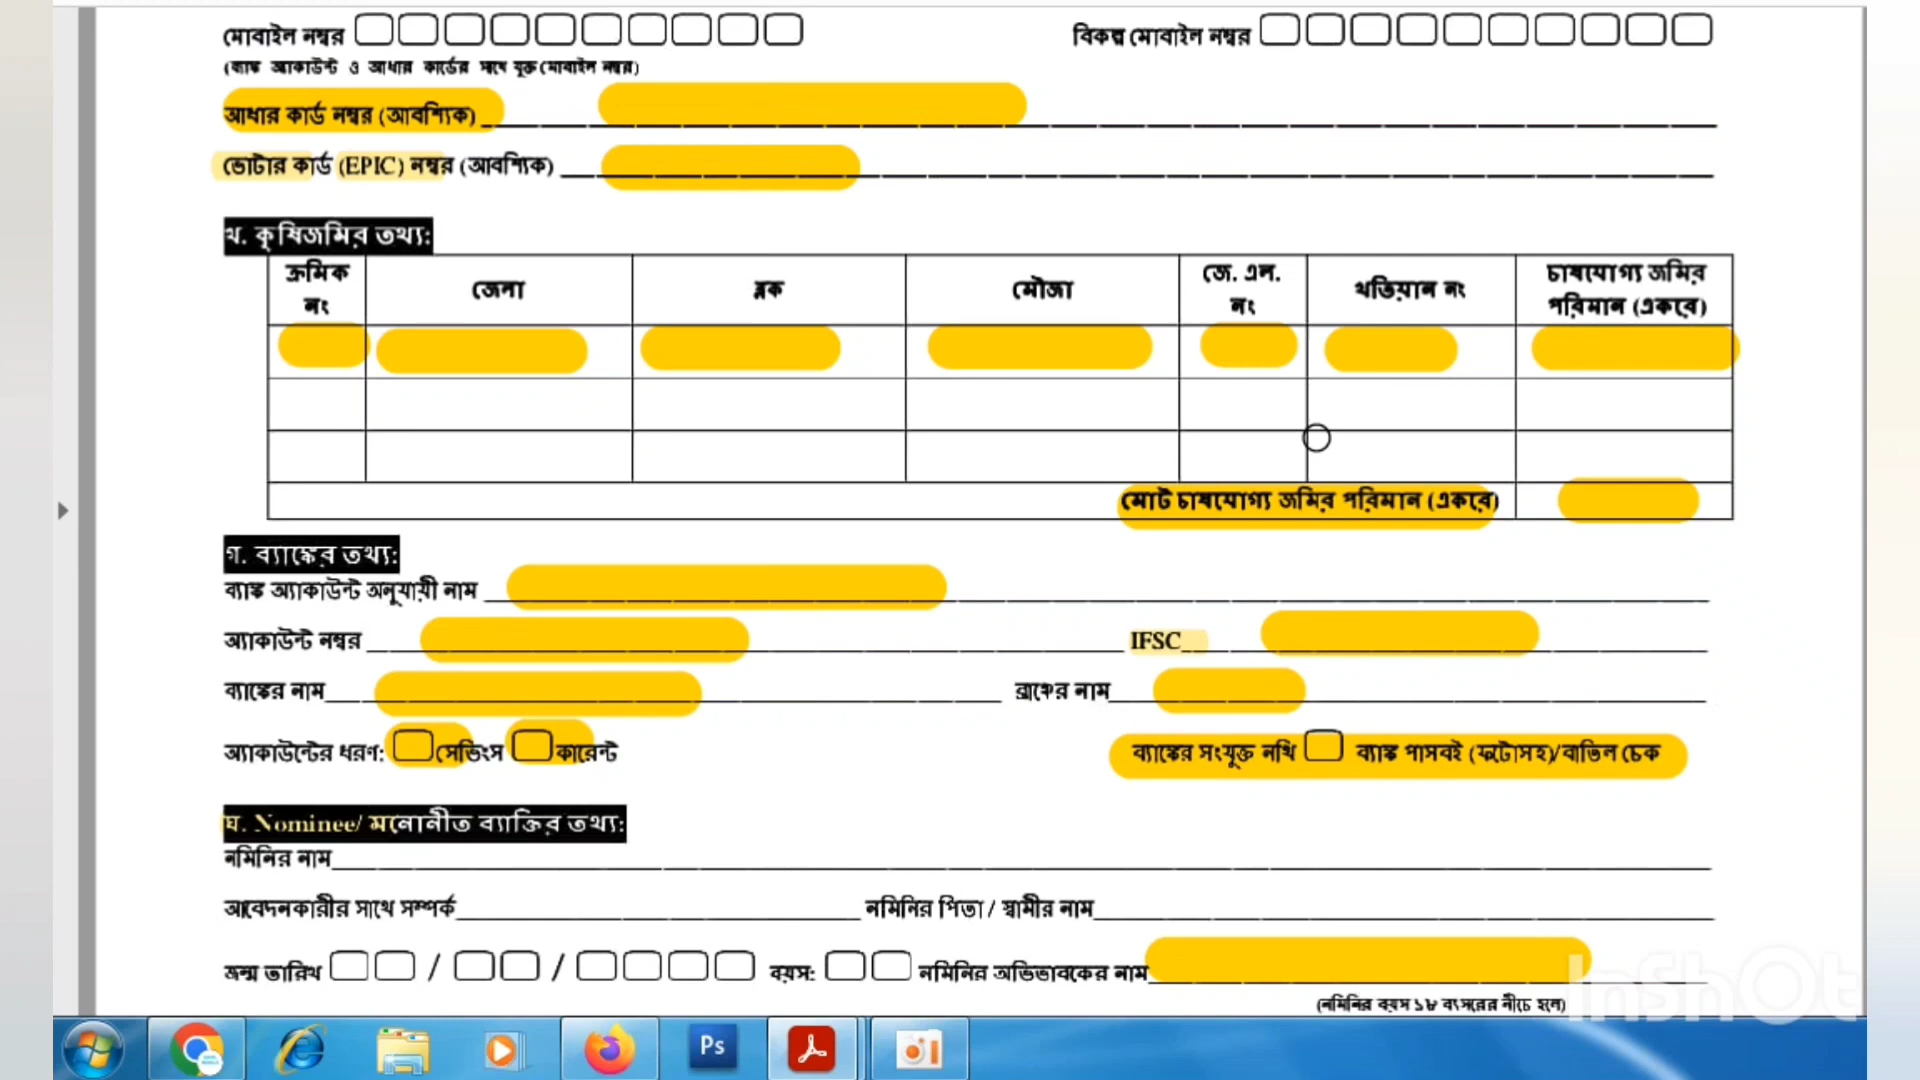 মোবাইল নম্বর বিকল্প মোবাইল নম্বর
(ব্যাঙ্ক অ্যাকাউন্ট ও আধার কার্ডের সাথে যুক্ত মোবাইল নম্বর)
আধার কার্ড নম্বর (আবশ্যিক)
ভোটার কার্ড (EPIC) নম্বর (আবশ্যিক)
খ. কৃষিজমির তথ্য:
ক্রমিক নং জেলা ব্লক মৌজা জে. এল. নং খতিয়ান নং চাষযোগ্য জমির পরিমান (একরে)
মোট চাষযোগ্য জমির পরিমান (একরে)
গ. ব্যাঙ্কের তথ্য:
ব্যাঙ্ক অ্যাকাউন্ট অনুযায়ী নাম
অ্যাকাউন্ট নম্বর IFSC
ব্যাঙ্কের নাম ব্রাঞ্চের নাম
অ্যাকাউন্টের ধরণ: সেভিংস কারেন্ট ব্যাঙ্কের সংযুক্ত নথি ব্যাঙ্ক পাসবই (ফটোসহ)/বাতিল চেক
ঘ. Nominee/ মনোনীত ব্যাক্তির তথ্য:
নমিনির নাম
আবেদনকারীর সাথে সম্পর্ক নমিনির পিতা / স্বামীর নাম
জন্ম তারিখ / / বয়স: নমিনির অভিভাবকের নাম
(নমিনির বয়স ১৮ বৎসরের নীচে হলে)
InShOt
Ps